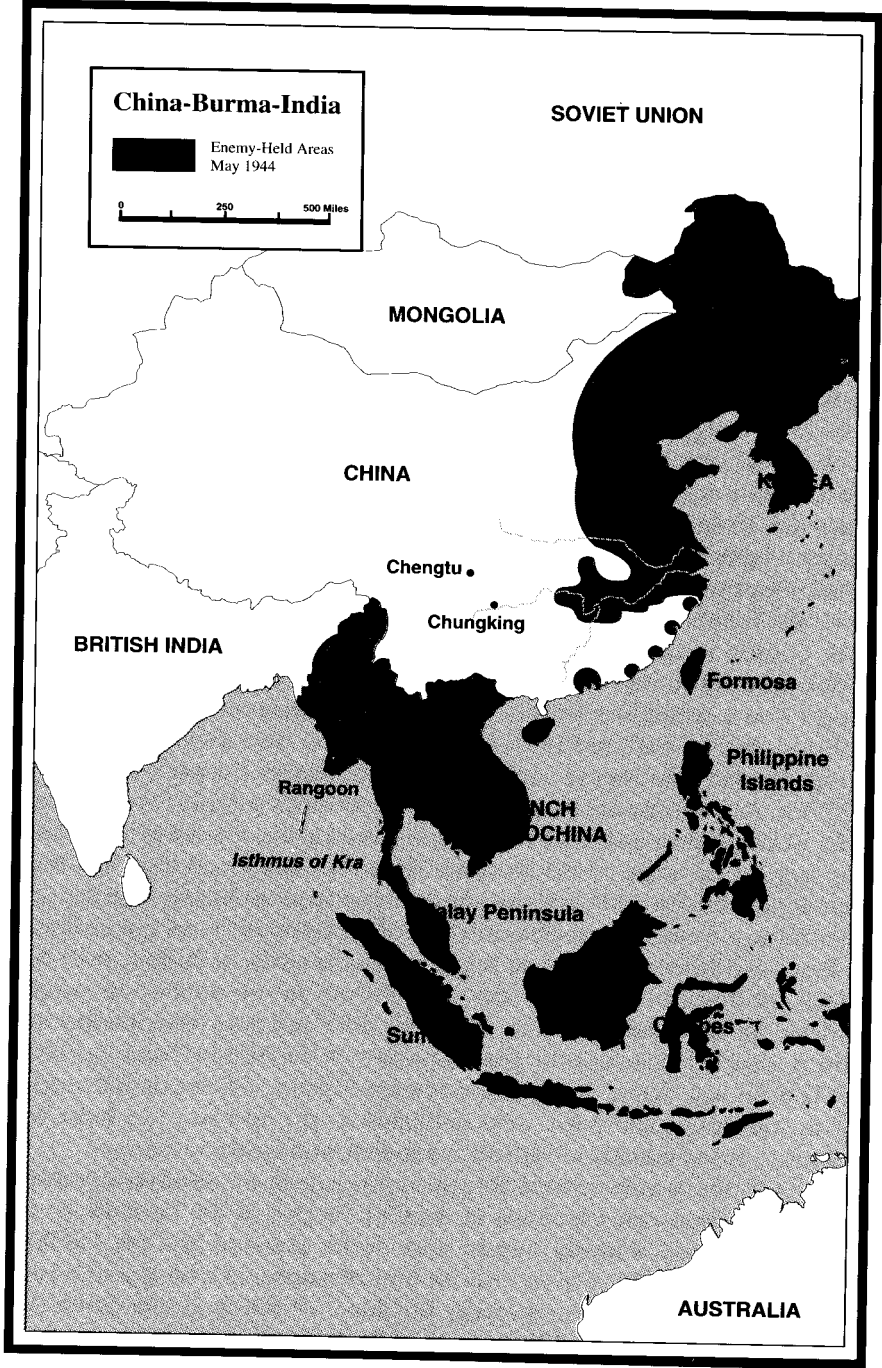 China-Burma-India
Enemy-Held Areas
May 1944
0 250 500 Miles
SOVIET UNION
MONGOLIA
CHINA
Chengtu
Chungking
BRITISH INDIA
Formosa
Philippine
Islands
Rangoon
Isthmus of Kra
Peninsula
AUSTRALIA